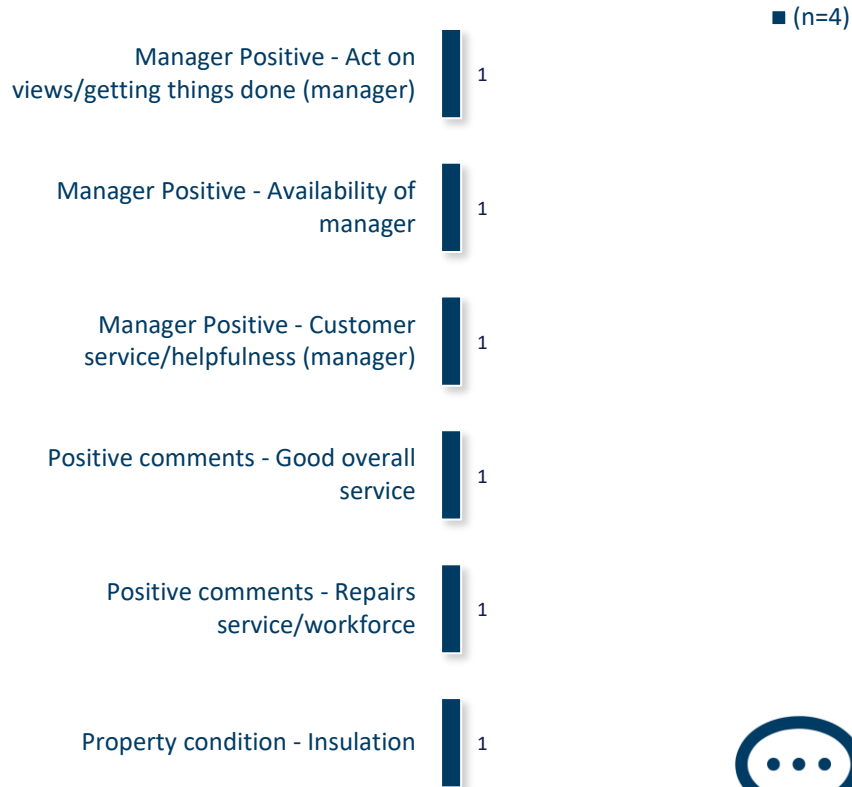 (n=4)
Manager Positive - Act on
views/getting things done (manager)
1
Manager Positive - Availability of
manager
1
Manager Positive - Customer
service/helpfulness (manager)
1
Positive comments - Good overall
service
1
Positive comments - Repairs
service/workforce
1
Property condition - Insulation
1